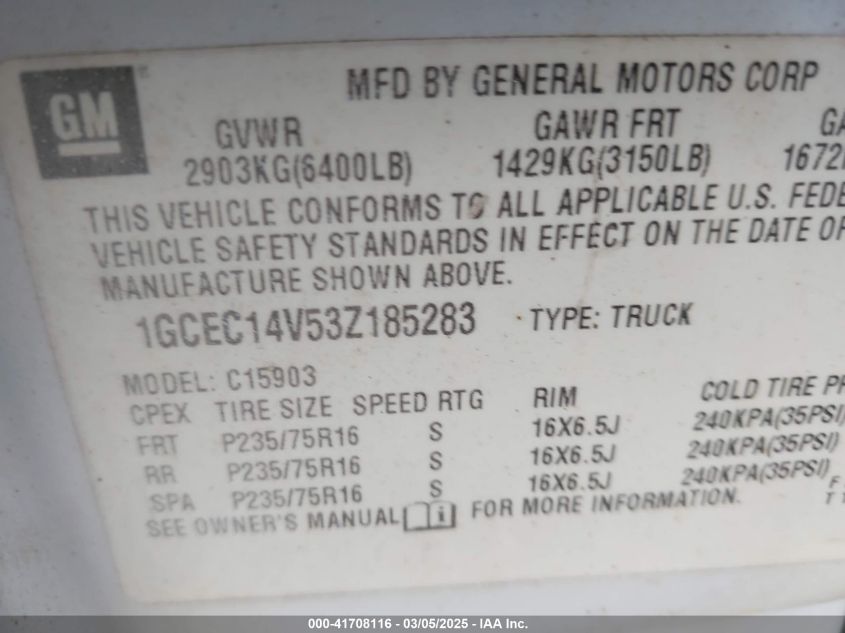 GM
MFD BY GENERAL MOTORS CORP
GVWR GAWR FRT GA
2903KG(6400LB) 1429KG(3150LB) 1672
THIS VEHICLE CONFORMS TO ALL APPLICABLE U.S. FEDE
VEHICLE SAFETY STANDARDS IN EFFECT ON THE DATE OF
MANUFACTURE SHOWN ABOVE.
1GCEC14V53Z185283 TYPE: TRUCK
MODEL: C15903
CPEX TIRE SIZE SPEED RTG RIM COLD TIRE PR
FRT P235/75R16 S 16X6.5J 240KPA(35PSI)
RR P235/75R16 S 16X6.5J 240KPA(35PSI)
SPA P235/75R16 S 16X6.5J 240KPA(35PSI)
SEE OWNER'S MANUAL i FOR MORE INFORMATION.
000-41708116 - 03/05/2025 - IAA Inc.